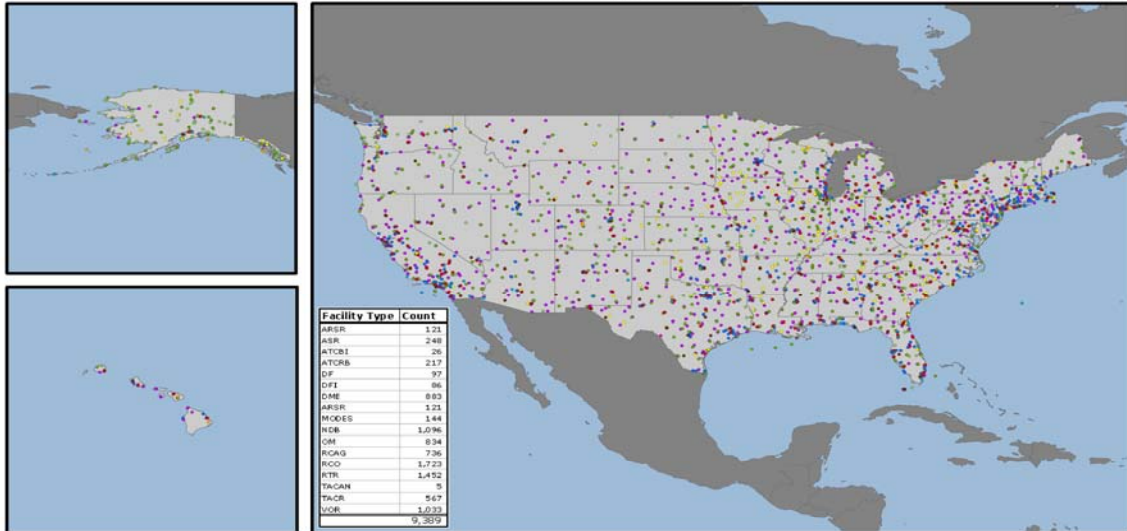 Facility Type Count
ARSR 121
ASR 248
ATCBI 26
ATCRB 217
DF 97
DFI 86
DME 883
ARSR 121
MODES 144
NDB 1,096
OM 834
RCAG 736
RCO 1,723
RTR 1,452
TACAN 5
TACR 567
VOR 1,033
9,389